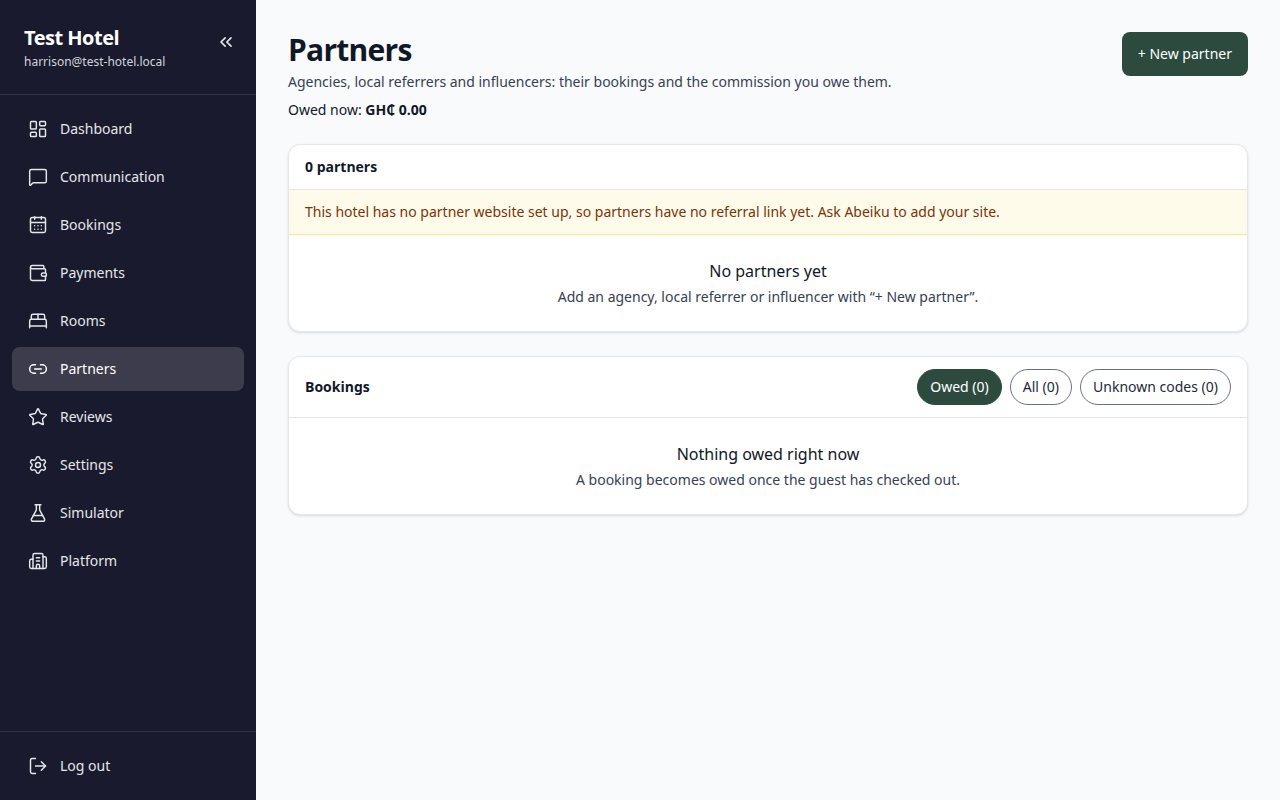 Test Hotel
harrison@test-hotel.local
Dashboard
Communication
Bookings
Payments
Rooms
Partners
Reviews
Settings
Simulator
Platform
Log out
Partners
Agencies, local referrers and influencers: their bookings and the commission you owe them.
Owed now: GH₵ 0.00
+ New partner
0 partners
This hotel has no partner website set up, so partners have no referral link yet. Ask Abeiku to add your site.
No partners yet
Add an agency, local referrer or influencer with “+ New partner”.
Bookings
Owed (0)
All (0)
Unknown codes (0)
Nothing owed right now
A booking becomes owed once the guest has checked out.